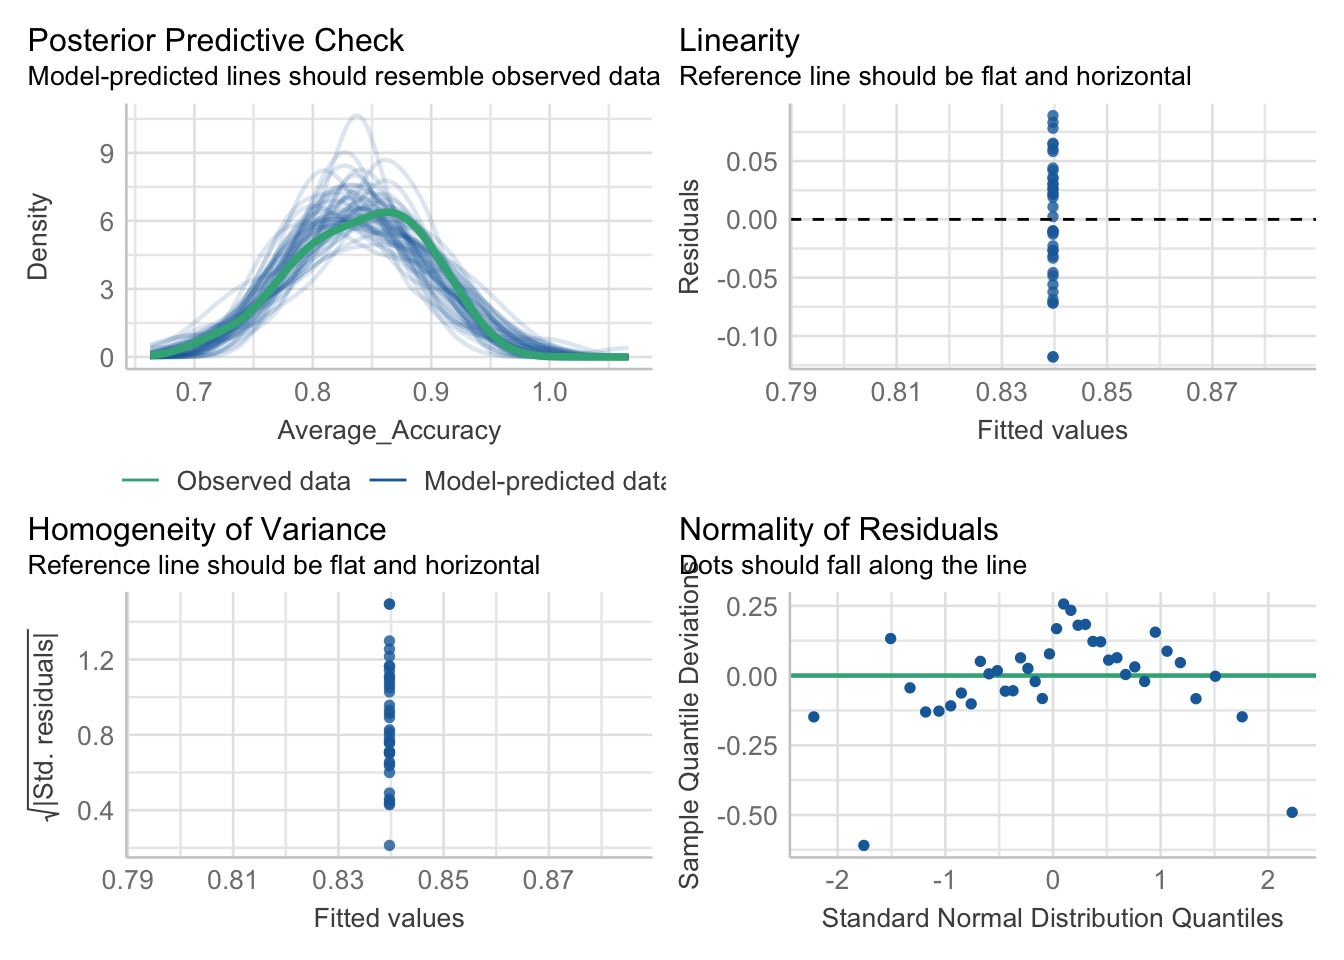 Posterior Predictive Check
Model-predicted lines should resemble observed data
Density
9
6
3
0
0.7 0.8 0.9 1.0
Average_Accuracy
Observed data Model-predicted data
Linearity
Reference line should be flat and horizontal
Residuals
0.05
0.00
-0.05
-0.10
0.79 0.81 0.83 0.85 0.87
Fitted values
Homogeneity of Variance
Reference line should be flat and horizontal
√|Std. residuals|
1.2
0.8
0.4
0.79 0.81 0.83 0.85 0.87
Fitted values
Normality of Residuals
Dots should fall along the line
Sample Quantile Deviations
0.25
0.00
-0.25
-0.50
-2 -1 0 1 2
Standard Normal Distribution Quantiles